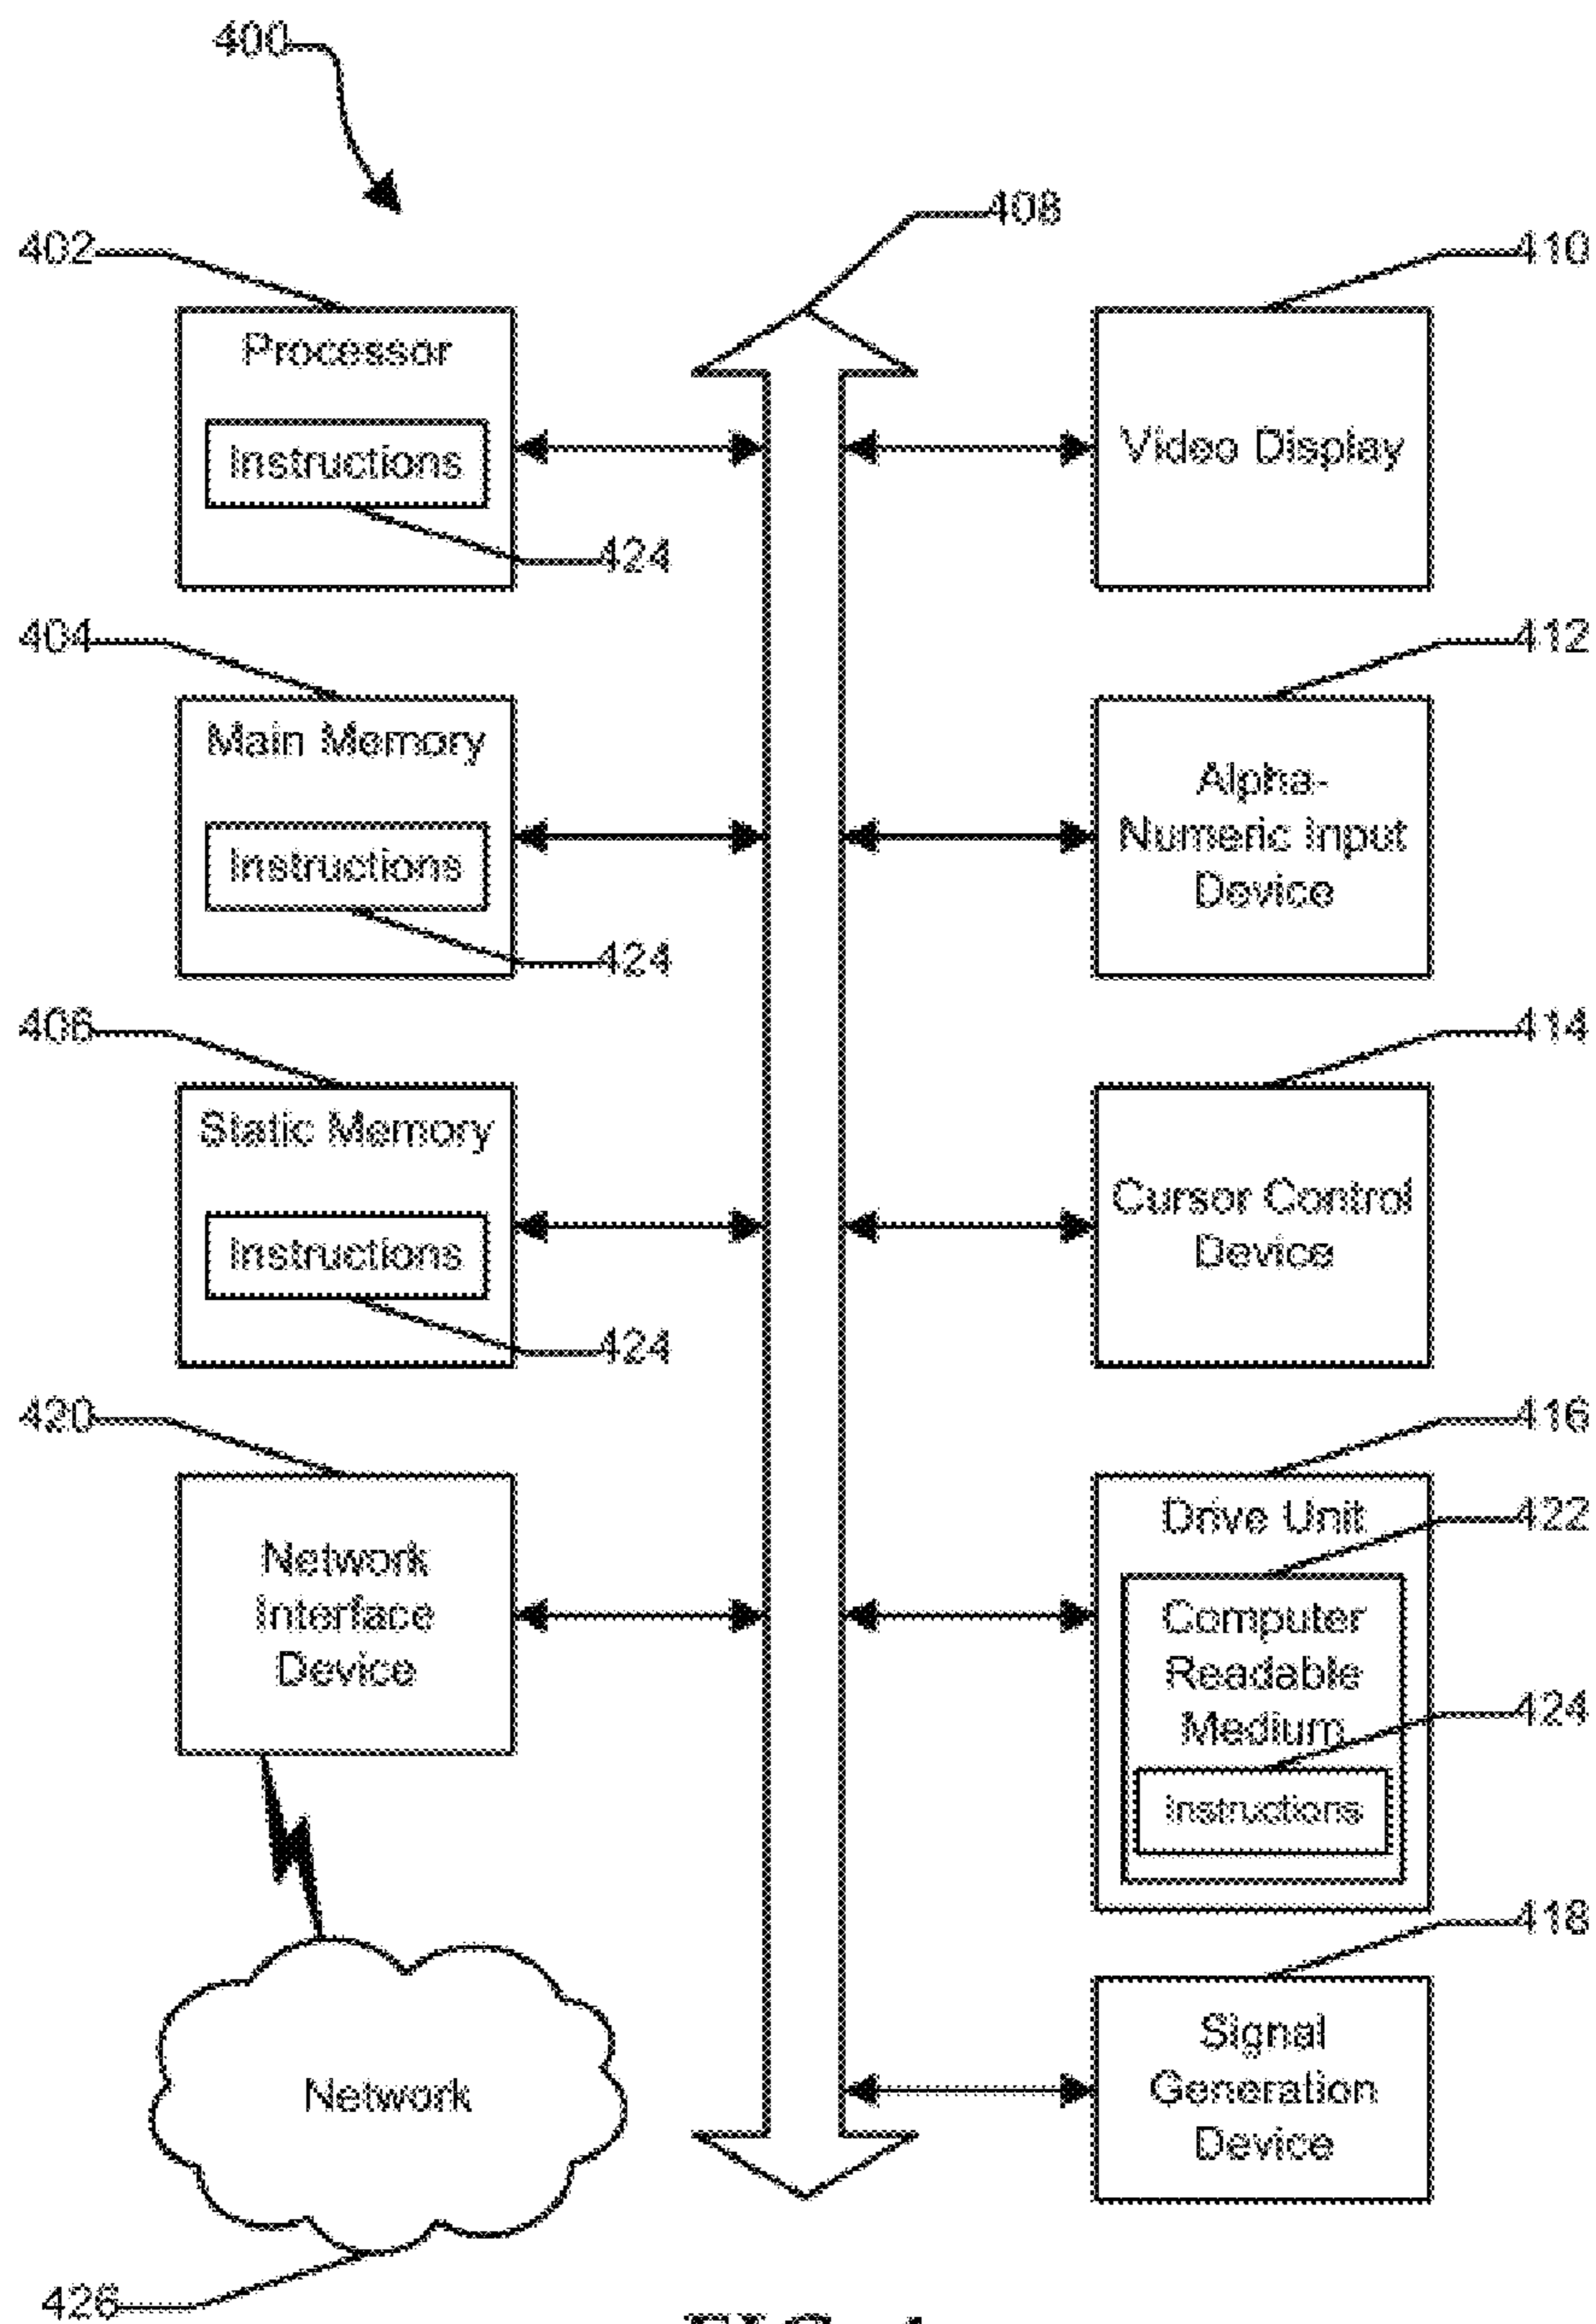 400
408
402
410
Processor
Instructions
424
Video Display
404
412
Main Memory
Instructions
424
Alpha-
Numeric Input
Device
406
414
Static Memory
Instructions
424
Cursor Control
Device
420
416
Network
Interface
Device
Drive Unit
422
Computer
Readable
Medium
424
Instructions
418
Network
Signal
Generation
Device
426